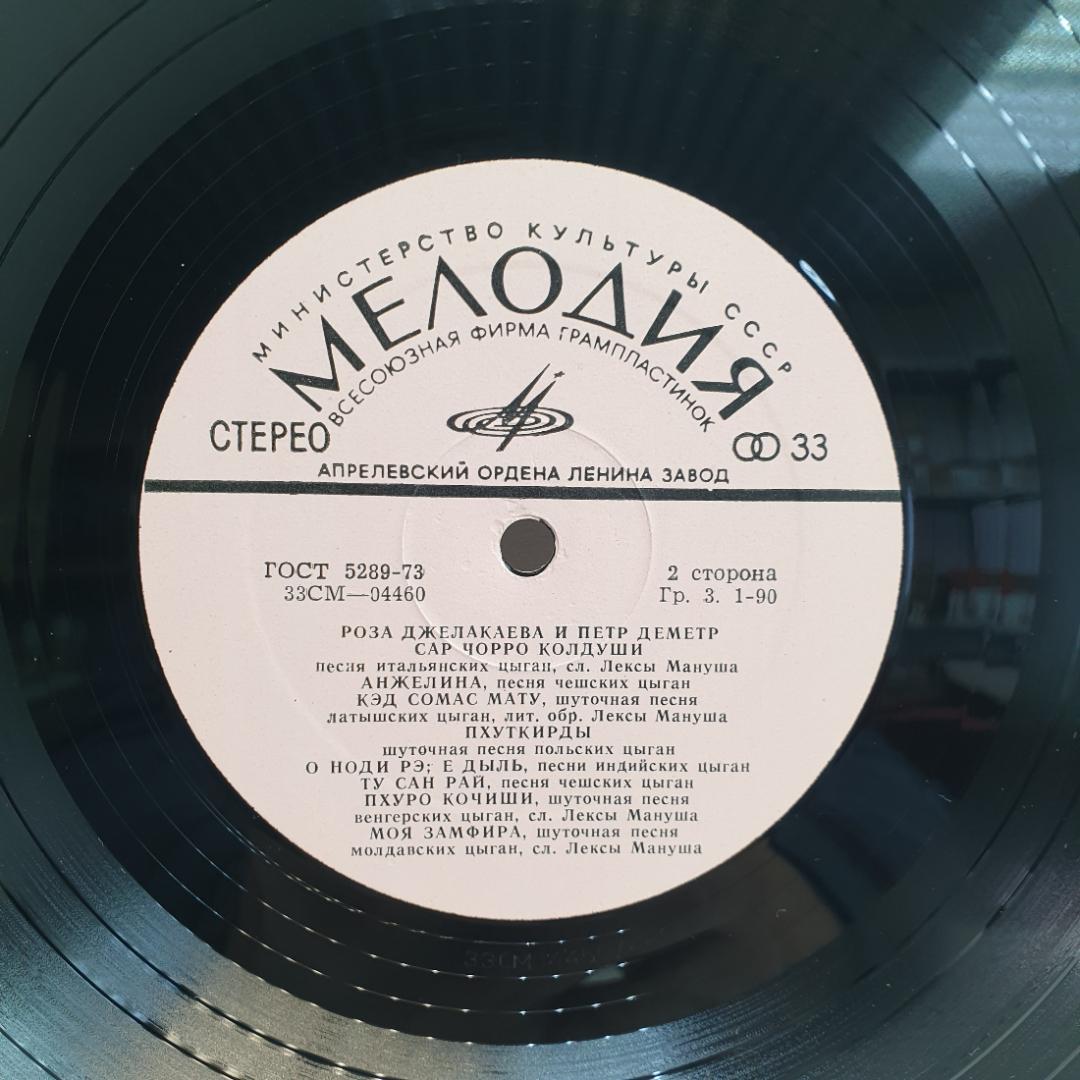 МИНИСТЕРСТВО КУЛЬТУРЫ СССР
МЕЛОДИЯ
ВСЕСОЮЗНАЯ ФИРМА ГРАМПЛАСТИНОК
СТЕРЕО
33
АПРЕЛЕВСКИЙ ОРДЕНА ЛЕНИНА ЗАВОД
ГОСТ 5289-73
2 сторона
33СМ—04460
Гр. 3. 1-90
РОЗА ДЖЕЛАКАЕВА И ПЕТР ДЕМЕТР
САР ЧОРРО КОЛДУШИ
песня итальянских цыган, сл. Лексы Мануша
АНЖЕЛИНА, песня чешских цыган
КЭД СОМАС МАТУ, шуточная песня
латышских цыган, лит. обр. Лексы Мануша
ПХУТКИРДЫ
шуточная песня польских цыган
О НОДИ РЭ; Е ДЫЛЬ, песни индийских цыган
ТУ САН РАЙ, песня чешских цыган
ПХУРО КОЧИШИ, шуточная песня
венгерских цыган, сл. Лексы Мануша
МОЯ ЗАМФИРА, шуточная песня
молдавских цыган, сл. Лексы Мануша
33СМ